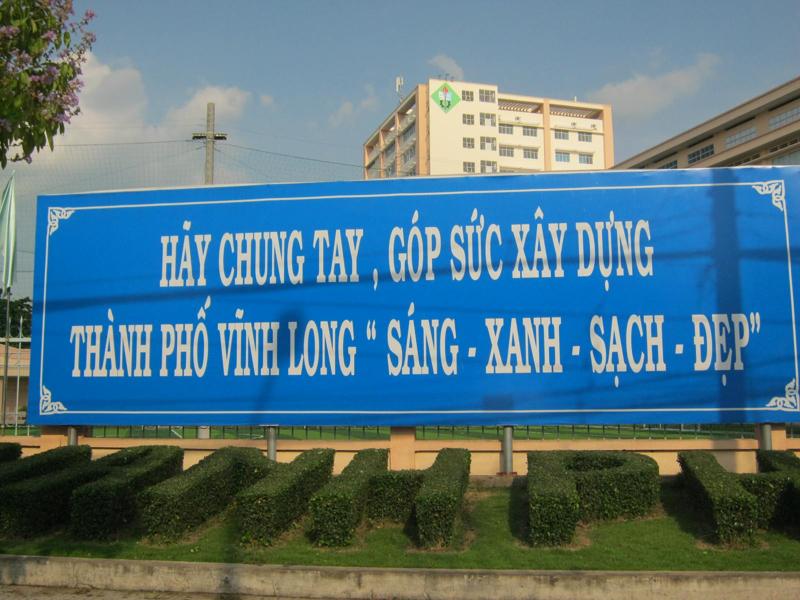 HÃY CHUNG TAY , GÓP SỨC XÂY DỰNG
THÀNH PHỐ VĨNH LONG “ SÁNG - XANH - SẠCH - ĐẸP”